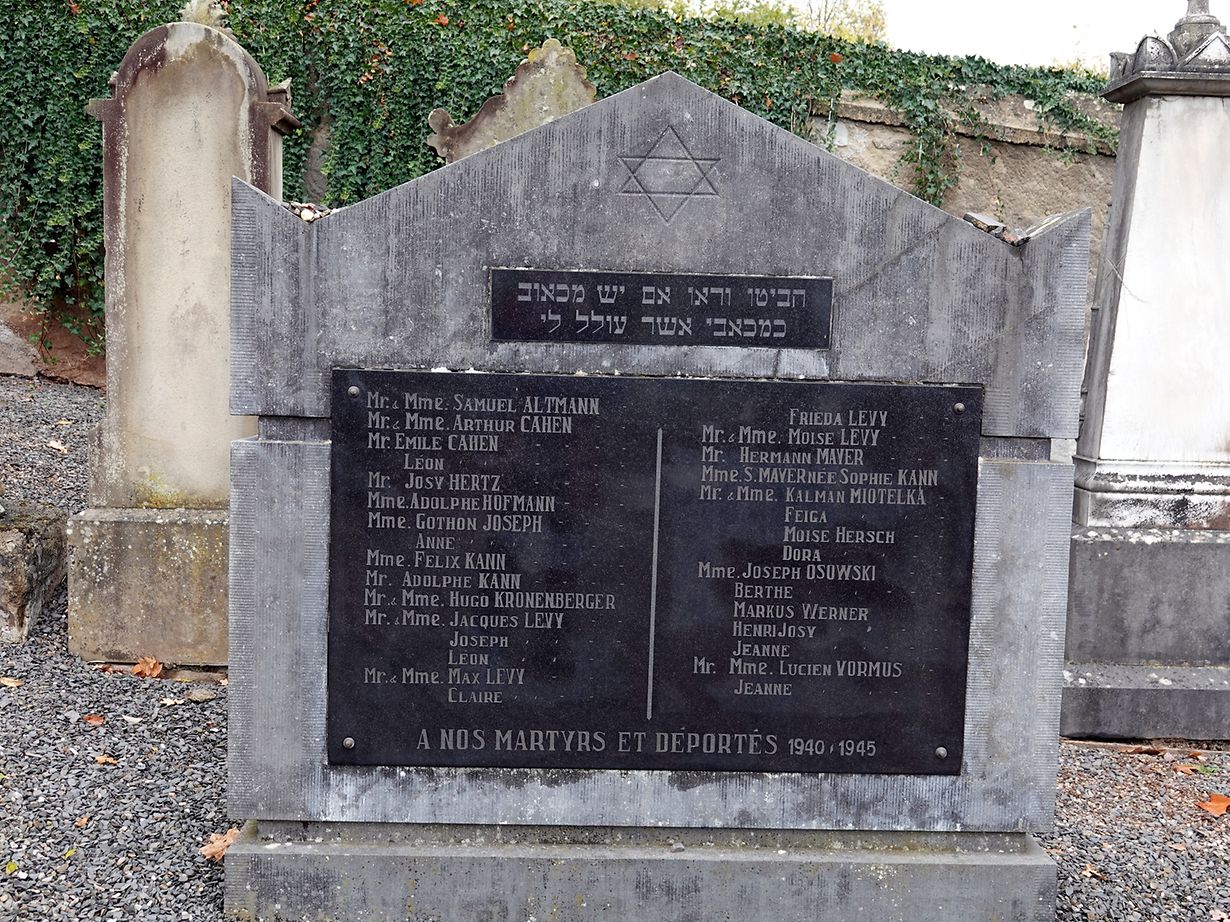 הביטו וראו אם יש מכאוב
כמכאבי אשר עולל לי
Mr. & Mme. Samuel ALTMANN
Mr. & Mme. Arthur CAHEN
Mr. Emile CAHEN
Léon
Mr. Josy HERTZ
Mme. Adolphe HOFMANN
Mme. Gothon JOSEPH
Anne
Mme. Felix KANN
Mr. Adolphe KANN
Mr. & Mme. Hugo KRONENBERGER
Mr. & Mme. Jacques LEVY
Joseph
Léon
Mr. & Mme. Max LEVY
Claire
Frieda LEVY
Mr. & Mme. Moise LÉVY
Mr. Hermann MAYER
Mme. S. MAYER née Sophie KANN
Mr. & Mme. Kalman MIOTELKA
Feiga
Moise Hersch
Dora
Mme. Joseph OSOWSKI
Berthe
Markus Werner
Henri Josy
Jeanne
Mr. Mme. Lucien VORMUS
Jeanne
A NOS MARTYRS ET DÉPORTÉS 1940-1945